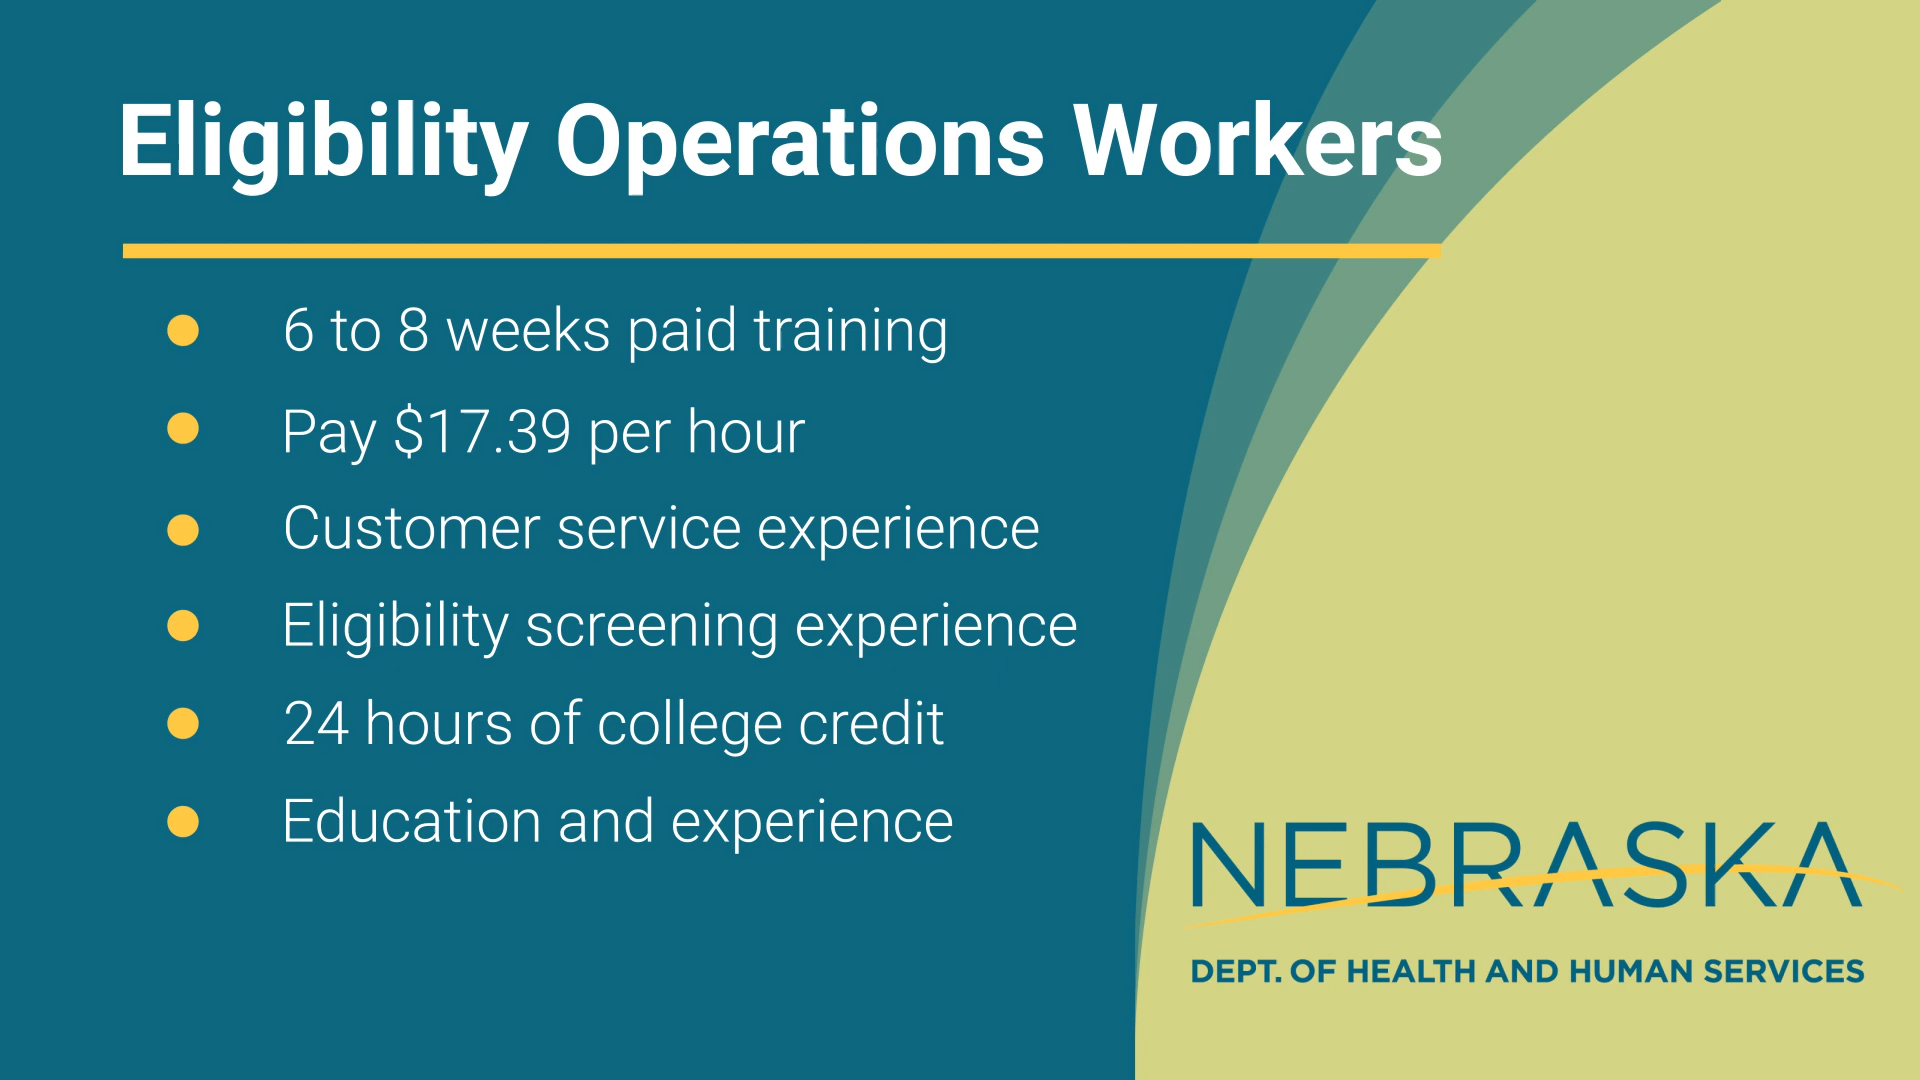 Eligibility Operations Workers
6 to 8 weeks paid training
Pay $17.39 per hour
Customer service experience
Eligibility screening experience
24 hours of college credit
Education and experience
NEBRASKA
DEPT. OF HEALTH AND HUMAN SERVICES